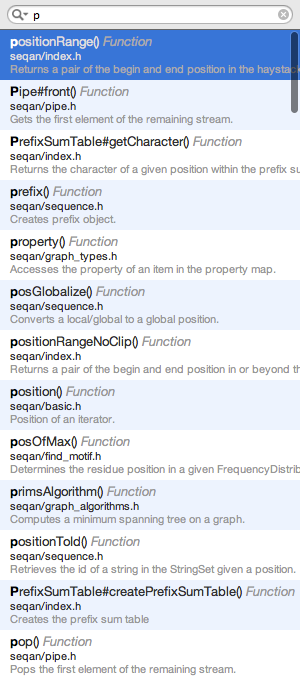 p
positionRange() Function
seqan/index.h
Returns a pair of the begin and end position in the haystack
Pipe#front() Function
seqan/pipe.h
Gets the first element of the remaining stream.
PrefixSumTable#getCharacter() Function
seqan/index.h
Returns the character of a given position within the prefix su
prefix() Function
seqan/sequence.h
Creates prefix object.
property() Function
seqan/graph_types.h
Accesses the property of an item in the property map.
posGlobalize() Function
seqan/sequence.h
Converts a local/global to a global position.
positionRangeNoClip() Function
seqan/index.h
Returns a pair of the begin and end position in or beyond th
position() Function
seqan/basic.h
Position of an iterator.
posOfMax() Function
seqan/find_motif.h
Determines the residue position in a given FrequencyDistrib
primsAlgorithm() Function
seqan/graph_algorithms.h
Computes a minimum spanning tree on a graph.
positionToId() Function
seqan/sequence.h
Retrieves the id of a string in the StringSet given a position.
PrefixSumTable#createPrefixSumTable() Function
seqan/index.h
Creates the prefix sum table
pop() Function
seqan/pipe.h
Pops the first element of the remaining stream.